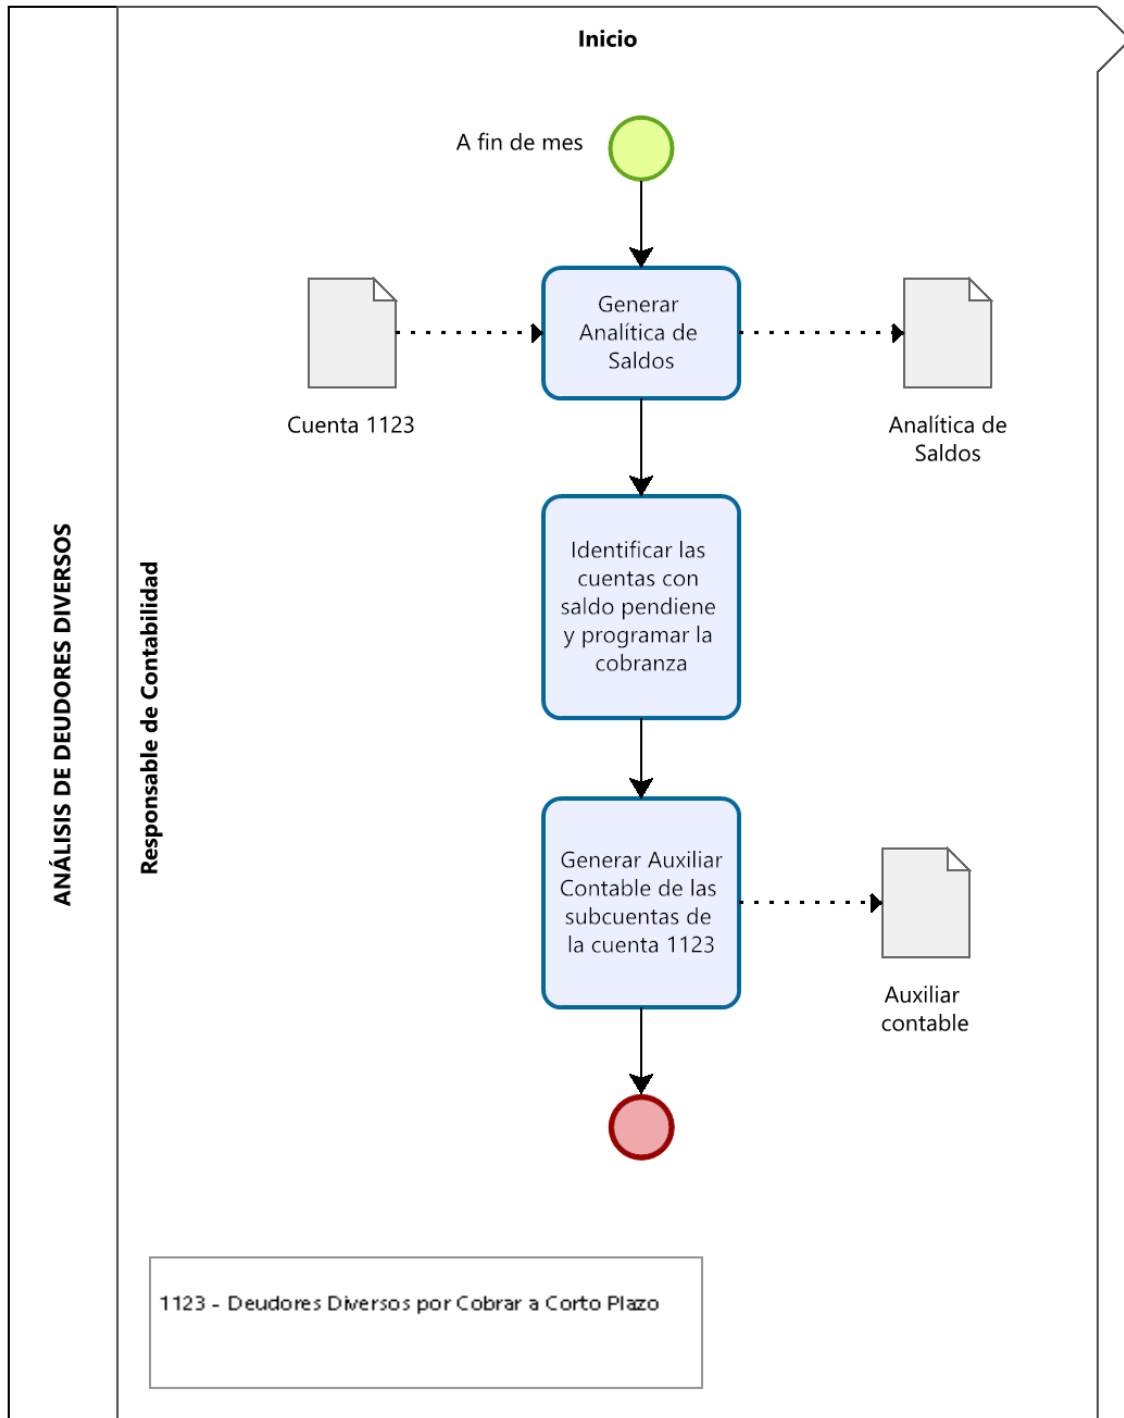 Inicio
A fin de mes
Generar
Analítica de
Saldos
Cuenta 1123
Analítica de
Saldos
ANÁLISIS DE DEUDORES DIVERSOS
Responsable de Contabilidad
Identificar las
cuentas con
saldo pendiene
y programar la
cobranza
Generar Auxiliar
Contable de las
subcuentas de
la cuenta 1123
Auxiliar
contable
1123 - Deudores Diversos por Cobrar a Corto Plazo